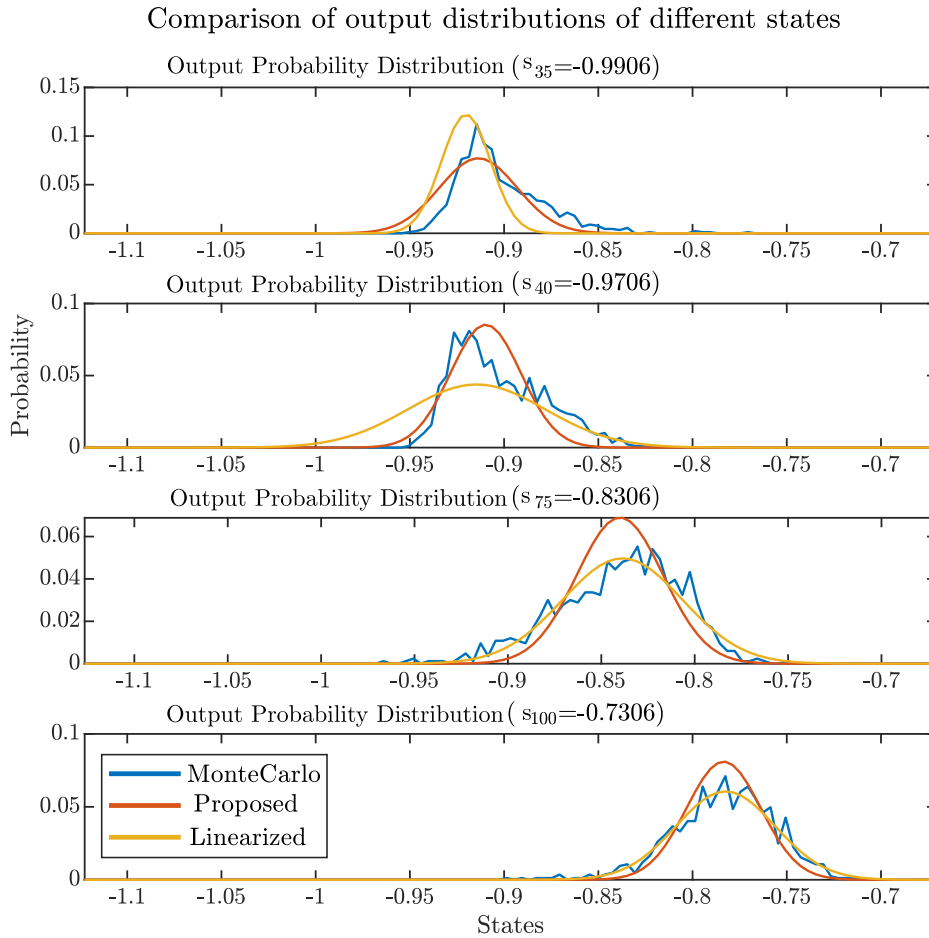 Comparison of output distributions of different states
Output Probability Distribution (s35=-0.9906)
0.15
0.1
0.05
0
-1.1 -1.05 -1 -0.95 -0.9 -0.85 -0.8 -0.75 -0.7
Output Probability Distribution (s40=-0.9706)
0.1
0.05
0
-1.1 -1.05 -1 -0.95 -0.9 -0.85 -0.8 -0.75 -0.7
Probability
Output Probability Distribution (s75=-0.8306)
0.06
0.04
0.02
0
-1.1 -1.05 -1 -0.95 -0.9 -0.85 -0.8 -0.75 -0.7
Output Probability Distribution ( s100=-0.7306)
0.1
0.05
0
MonteCarlo
Proposed
Linearized
-1.1 -1.05 -1 -0.95 -0.9 -0.85 -0.8 -0.75 -0.7
States